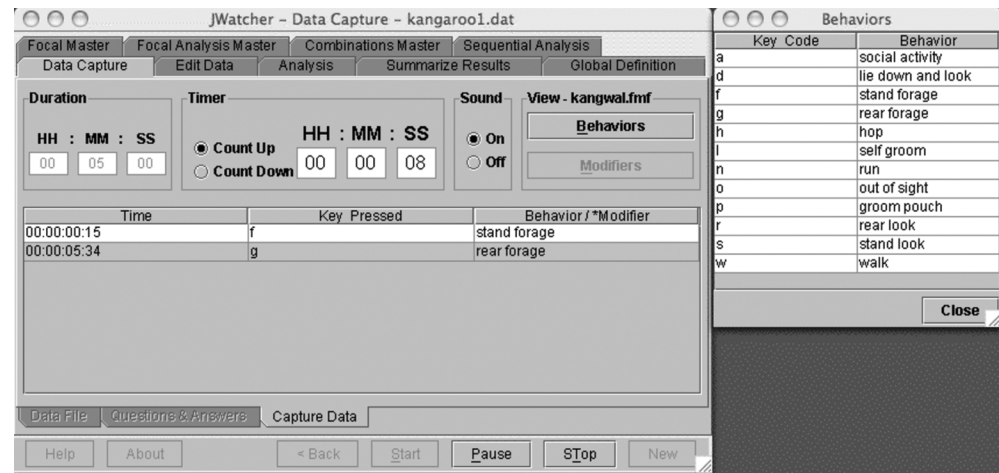 JWatcher – Data Capture – kangaroo1.dat
Focal Master Focal Analysis Master Combinations Master Sequential Analysis
Data Capture Edit Data Analysis Summarize Results Global Definition
Duration Timer Sound View - kangwal.fmf
HH : MM : SS
00 05 00
Count Up
Count Down
HH : MM : SS
00 00 08
On
Off
Behaviors
Modifiers
Time Key Pressed Behavior / *Modifier
00:00:00:15 f stand forage
00:00:05:34 g rear forage
Data File Questions & Answers Capture Data
Help About < Back Start Pause STop New
Behaviors
Key Code Behavior
a social activity
d lie down and look
f stand forage
g rear forage
h hop
l self groom
n run
o out of sight
p groom pouch
r rear look
s stand look
w walk
Close